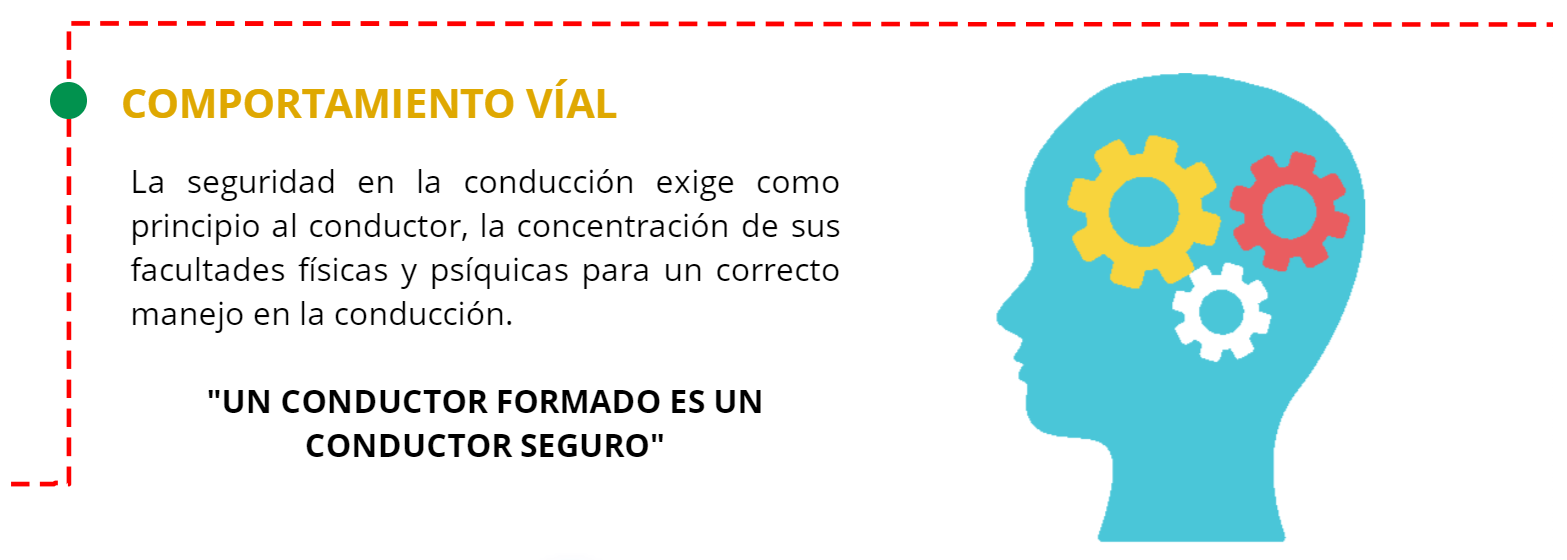 COMPORTAMIENTO VÍAL
La seguridad en la conducción exige como
principio al conductor, la concentración de sus
facultades físicas y psíquicas para un correcto
manejo en la conducción.
"UN CONDUCTOR FORMADO ES UN
CONDUCTOR SEGURO"